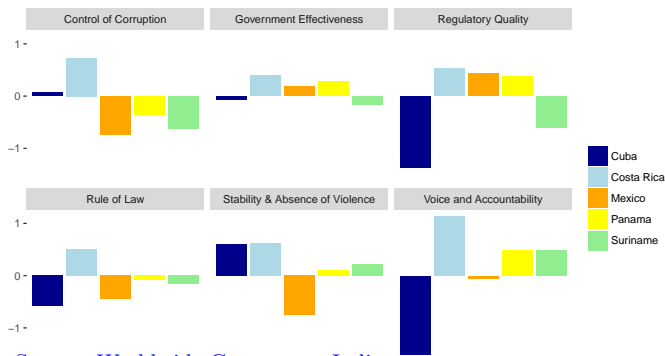 Control of Corruption
Government Effectiveness
Regulatory Quality
1
0
−1
Rule of Law
Stability & Absence of Violence
Voice and Accountability
1
0
−1
Cuba
Costa Rica
Mexico
Panama
Suriname